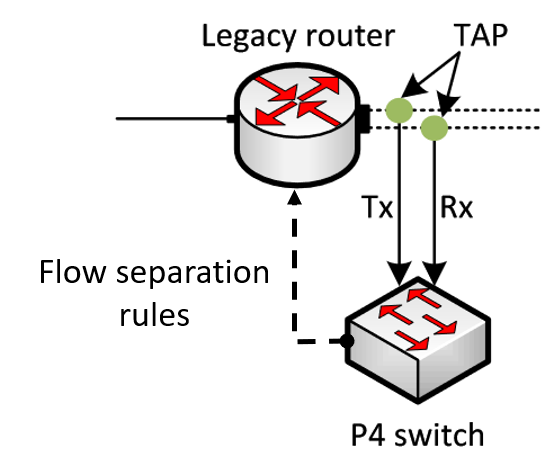 Legacy router
TAP
Tx
Rx
Flow separation
rules
P4 switch